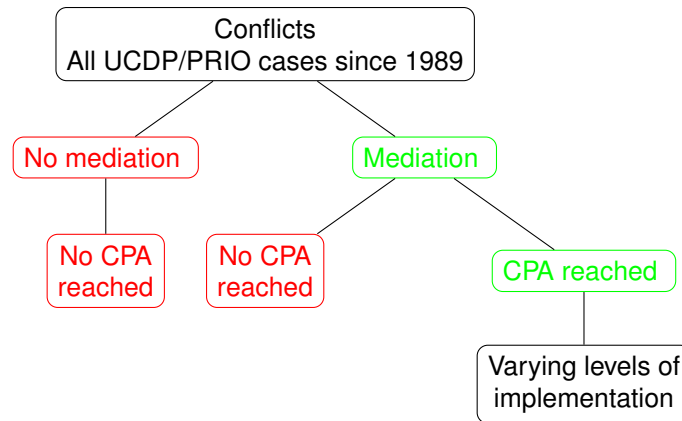 Conflicts
All UCDP/PRIO cases since 1989
No mediation
Mediation
No CPA
reached
No CPA
reached
CPA reached
Varying levels of
implementation